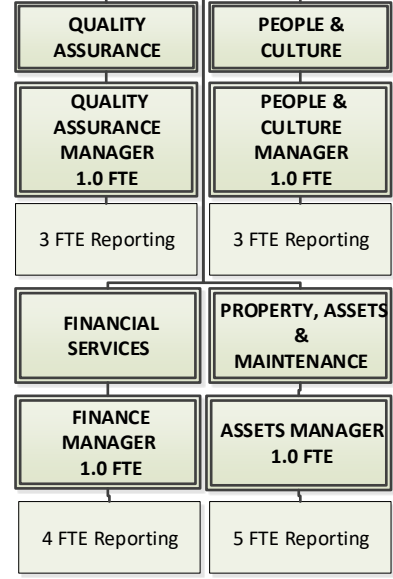 QUALITY
ASSURANCE
PEOPLE &
CULTURE
QUALITY
ASSURANCE
MANAGER
1.0 FTE
PEOPLE &
CULTURE
MANAGER
1.0 FTE
3 FTE Reporting
3 FTE Reporting
FINANCIAL
SERVICES
PROPERTY, ASSETS
&
MAINTENANCE
FINANCE
MANAGER
1.0 FTE
ASSETS MANAGER
1.0 FTE
4 FTE Reporting
5 FTE Reporting